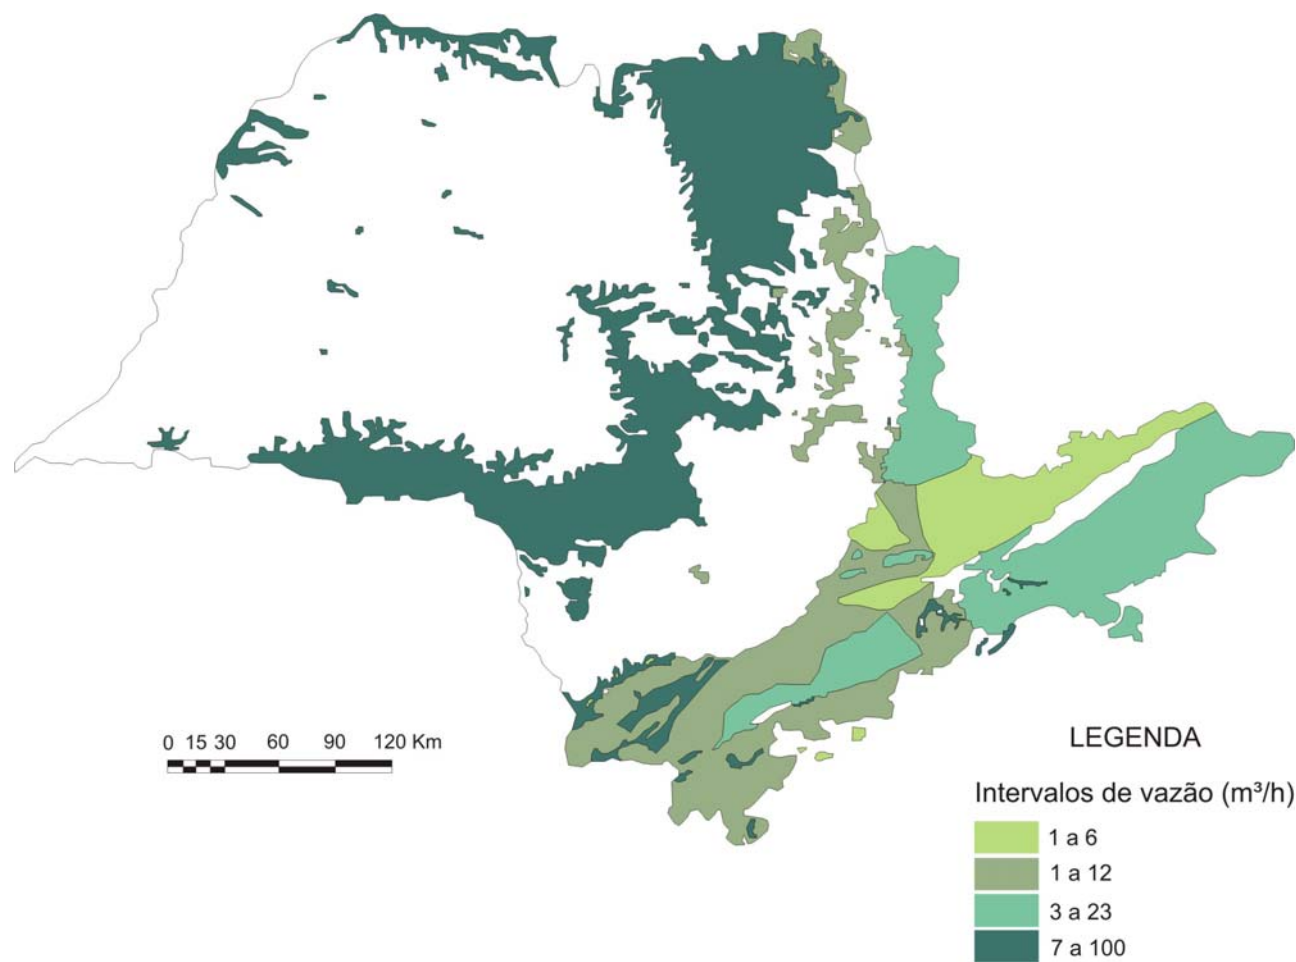 0 15 30 60 90 120 Km
LEGENDA
Intervalos de vazão (m³/h)
1 a 6
1 a 12
3 a 23
7 a 100